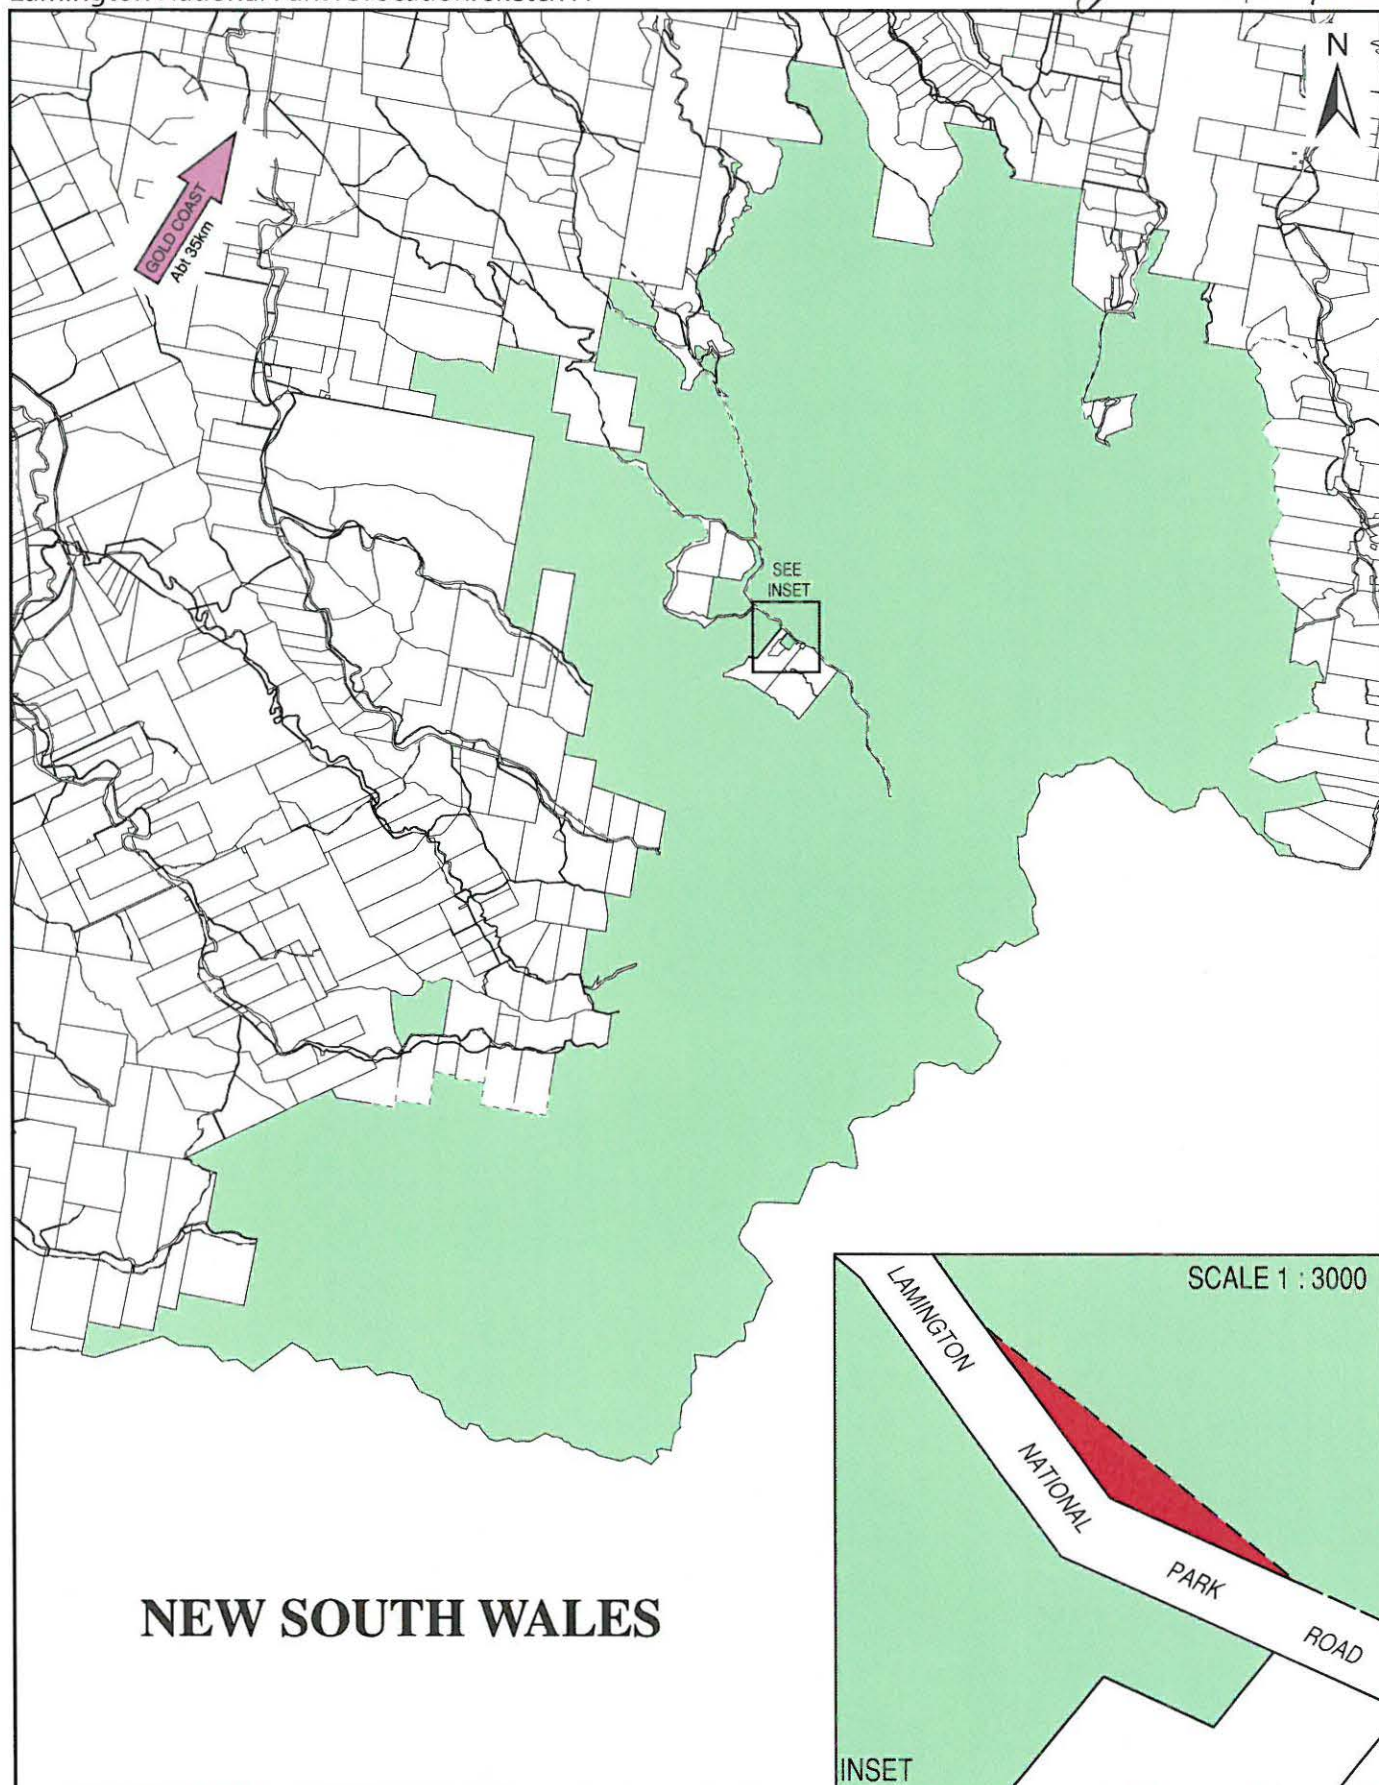 N
GOLD COAST
Abt 35km
SEE
INSET
SCALE 1 : 3000
LAMINGTON
NATIONAL
PARK
ROAD
NEW SOUTH WALES
INSET